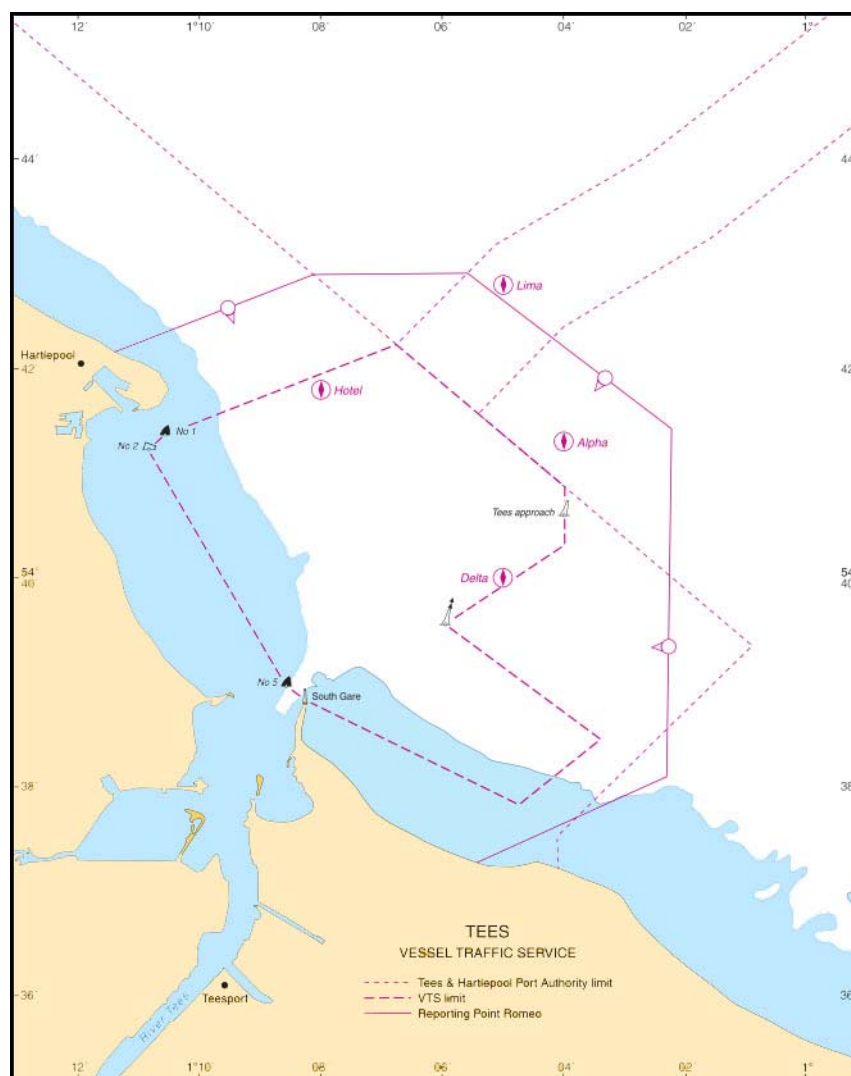 12´ 1°10´ 08´ 06´ 04´ 02´ 1°
44´ 44´
Lima
Hartlepool
42´ 42´
Hotel
No 1
Alpha
No 2
Tees approach
54°
40´
Delta
54°
40´
No 5
South Gare
38´ 38´
TEES
VESSEL TRAFFIC SERVICE
Tees & Hartlepool Port Authority limit
VTS limit
Reporting Point Romeo
Teesport
River Tees
36´ 36´
12´ 1°10´ 08´ 06´ 04´ 02´ 1°